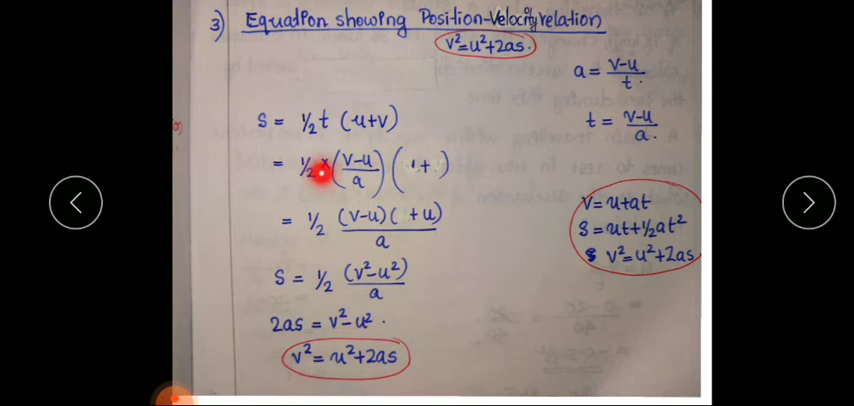 3) Equation showing Position-Velocity relation
v²=u²+2as.
a = v-u/t.
S = ½t (u+v)
t = v-u/a.
= ½ × (v-u/a) ( + )
= ½ (v-u)( +u)/a
v=u+at
S=ut+½at²
S v²=u²+2as
S = ½ (v²-u²)/a
2as = v²-u².
v² = u²+2as